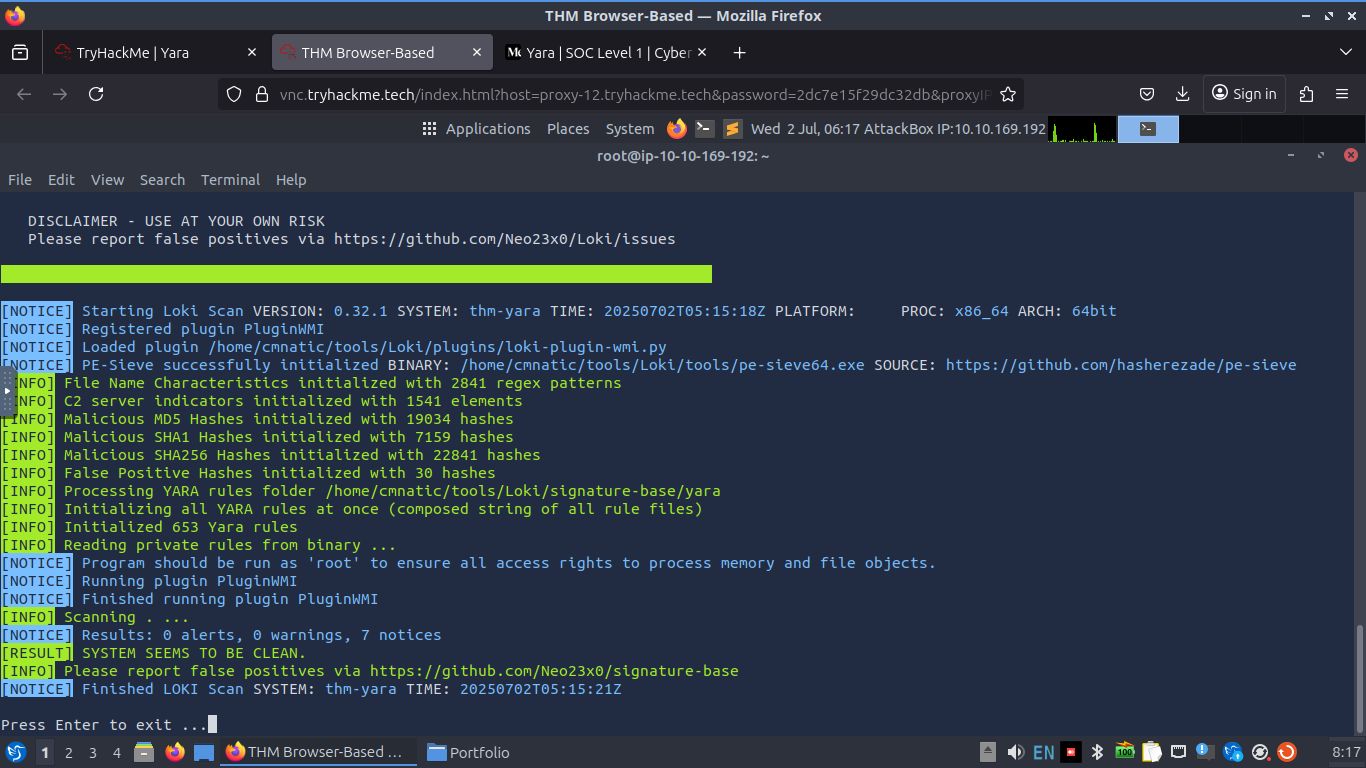 THM Browser-Based — Mozilla Firefox
TryHackMe | Yara
THM Browser-Based
Yara | SOC Level 1 | Cyber
vnc.tryhackme.tech/index.html?host=proxy-12.tryhackme.tech&password=2dc7e15f29dc32db&proxyIP
Sign in
Applications Places System Wed 2 Jul, 06:17 AttackBox IP:10.10.169.192
root@ip-10-10-169-192: ~
File Edit View Search Terminal Help
DISCLAIMER - USE AT YOUR OWN RISK
Please report false positives via https://github.com/Neo23x0/Loki/issues
[NOTICE] Starting Loki Scan VERSION: 0.32.1 SYSTEM: thm-yara TIME: 20250702T05:15:18Z PLATFORM:     PROC: x86_64 ARCH: 64bit
[NOTICE] Registered plugin PluginWMI
[NOTICE] Loaded plugin /home/cmnatic/tools/Loki/plugins/loki-plugin-wmi.py
[NOTICE] PE-Sieve successfully initialized BINARY: /home/cmnatic/tools/Loki/tools/pe-sieve64.exe SOURCE: https://github.com/hasherezade/pe-sieve
[INFO] File Name Characteristics initialized with 2841 regex patterns
[INFO] C2 server indicators initialized with 1541 elements
[INFO] Malicious MD5 Hashes initialized with 19034 hashes
[INFO] Malicious SHA1 Hashes initialized with 7159 hashes
[INFO] Malicious SHA256 Hashes initialized with 22841 hashes
[INFO] False Positive Hashes initialized with 30 hashes
[INFO] Processing YARA rules folder /home/cmnatic/tools/Loki/signature-base/yara
[INFO] Initializing all YARA rules at once (composed string of all rule files)
[INFO] Initialized 653 Yara rules
[INFO] Reading private rules from binary ...
[NOTICE] Program should be run as 'root' to ensure all access rights to process memory and file objects.
[NOTICE] Running plugin PluginWMI
[NOTICE] Finished running plugin PluginWMI
[INFO] Scanning . ...
[NOTICE] Results: 0 alerts, 0 warnings, 7 notices
[RESULT] SYSTEM SEEMS TO BE CLEAN.
[INFO] Please report false positives via https://github.com/Neo23x0/signature-base
[NOTICE] Finished LOKI Scan SYSTEM: thm-yara TIME: 20250702T05:15:21Z
Press Enter to exit ...
1 2 3 4 THM Browser-Based ... Portfolio EN 100 8:17